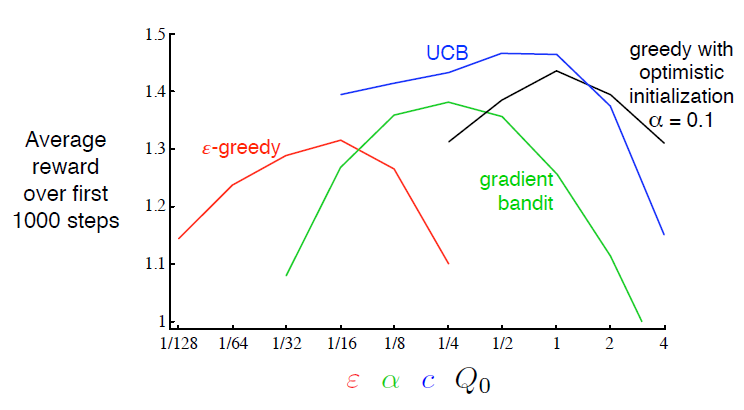 1.5
UCB
greedy with
optimistic
initialization
α = 0.1
1.4
Average
reward
over first
1000 steps
1.3
ε-greedy
gradient
bandit
1.2
1.1
1
1/128 1/64 1/32 1/16 1/8 1/4 1/2 1 2 4
ε α c Q₀